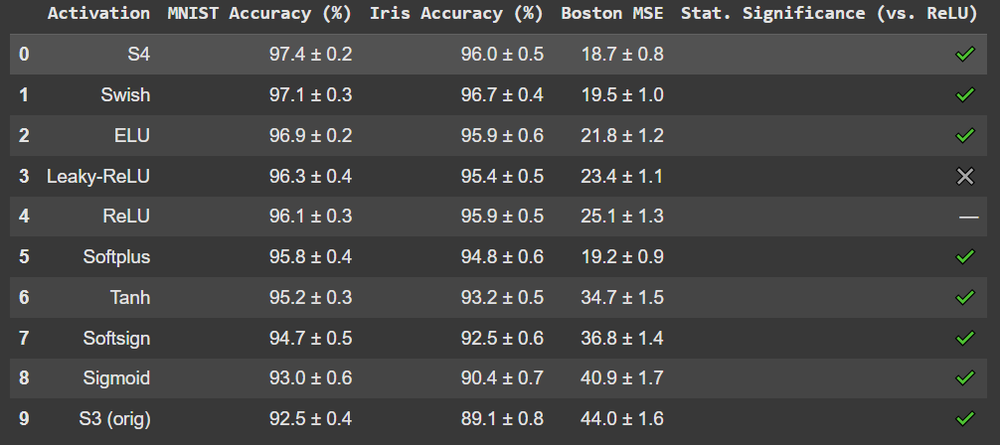 Activation MNIST Accuracy (%) Iris Accuracy (%) Boston MSE Stat. Significance (vs. ReLU)
0 S4 97.4 ± 0.2 96.0 ± 0.5 18.7 ± 0.8 ✓
1 Swish 97.1 ± 0.3 96.7 ± 0.4 19.5 ± 1.0 ✓
2 ELU 96.9 ± 0.2 95.9 ± 0.6 21.8 ± 1.2 ✓
3 Leaky-ReLU 96.3 ± 0.4 95.4 ± 0.5 23.4 ± 1.1 ✕
4 ReLU 96.1 ± 0.3 95.9 ± 0.5 25.1 ± 1.3 —
5 Softplus 95.8 ± 0.4 94.8 ± 0.6 19.2 ± 0.9 ✓
6 Tanh 95.2 ± 0.3 93.2 ± 0.5 34.7 ± 1.5 ✓
7 Softsign 94.7 ± 0.5 92.5 ± 0.6 36.8 ± 1.4 ✓
8 Sigmoid 93.0 ± 0.6 90.4 ± 0.7 40.9 ± 1.7 ✓
9 S3 (orig) 92.5 ± 0.4 89.1 ± 0.8 44.0 ± 1.6 ✓